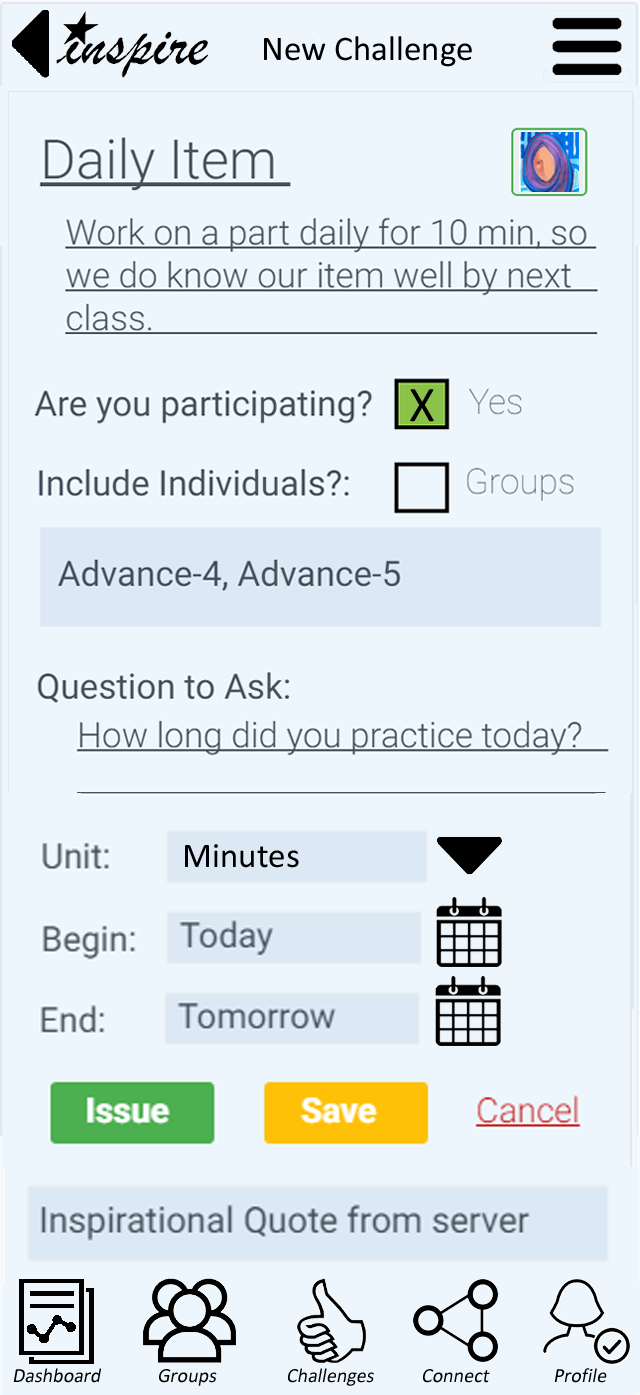 inspire
New Challenge
Daily Item
Work on a part daily for 10 min, so
we do know our item well by next
class.
Are you participating? X Yes
Include Individuals?: Groups
Advance-4, Advance-5
Question to Ask:
How long did you practice today?
Unit: Minutes
Begin: Today
End: Tomorrow
Issue Save Cancel
Inspirational Quote from server
Dashboard Groups Challenges Connect Profile